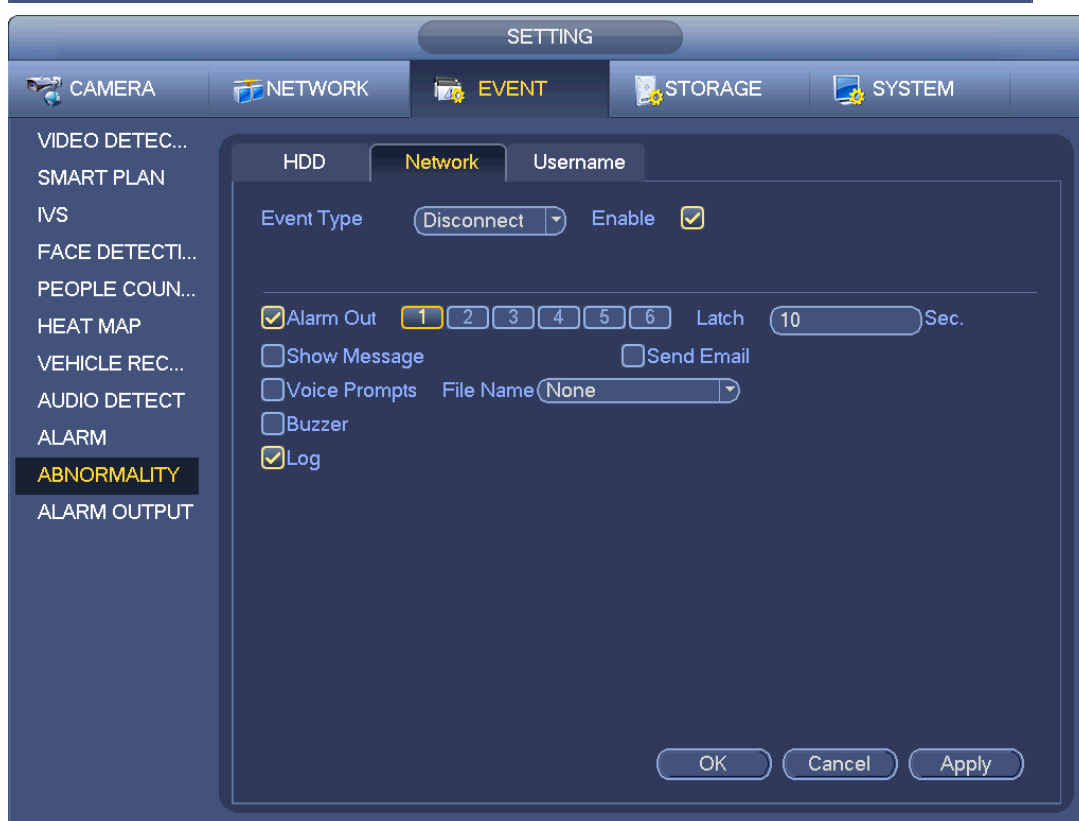 SETTING
CAMERA NETWORK EVENT STORAGE SYSTEM
VIDEO DETEC...
SMART PLAN
IVS
FACE DETECTI...
PEOPLE COUN...
HEAT MAP
VEHICLE REC...
AUDIO DETECT
ALARM
ABNORMALITY
ALARM OUTPUT
HDD Network Username
Event Type Disconnect Enable
Alarm Out 1 2 3 4 5 6 Latch 10 Sec.
Show Message Send Email
Voice Prompts File Name None
Buzzer
Log
OK Cancel Apply